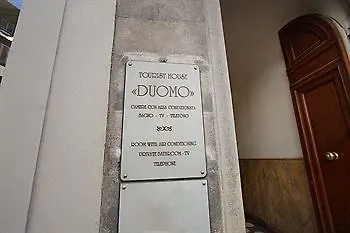 TOURIST HOUSE
«DUOMO»
CAMERE CON ARIA CONDIZIONATA
BAGNO - TV - TELEFONO
ROOM WITH AIR CONDITIONING
PRIVATE BATHROOM - TV
TELEPHONE